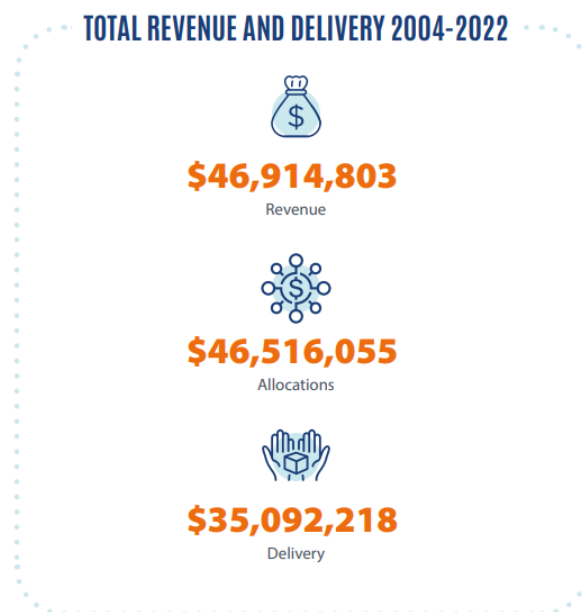 TOTAL REVENUE AND DELIVERY 2004-2022
$
$46,914,803
Revenue
$
$46,516,055
Allocations
$35,092,218
Delivery